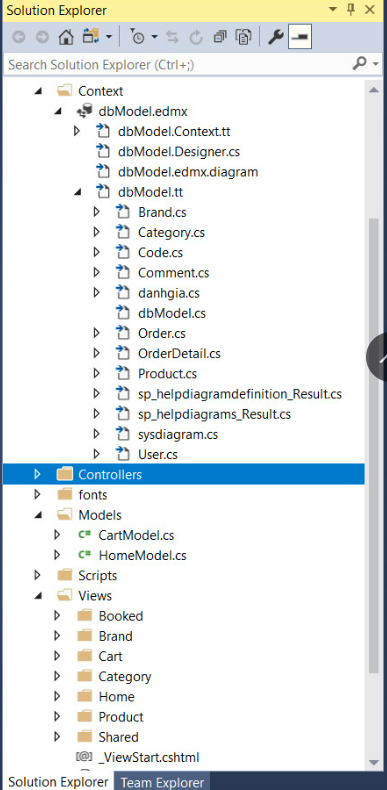 Solution Explorer
Search Solution Explorer (Ctrl+;)
Context
dbModel.edmx
dbModel.Context.tt
dbModel.Designer.cs
dbModel.edmx.diagram
dbModel.tt
Brand.cs
Category.cs
Code.cs
Comment.cs
danhgia.cs
dbModel.cs
Order.cs
OrderDetail.cs
Product.cs
sp_helpdiagramdefinition_Result.cs
sp_helpdiagrams_Result.cs
sysdiagram.cs
User.cs
Controllers
fonts
Models
C# CartModel.cs
C# HomeModel.cs
Scripts
Views
Booked
Brand
Cart
Category
Home
Product
Shared
[@] _ViewStart.cshtml
Solution Explorer Team Explorer